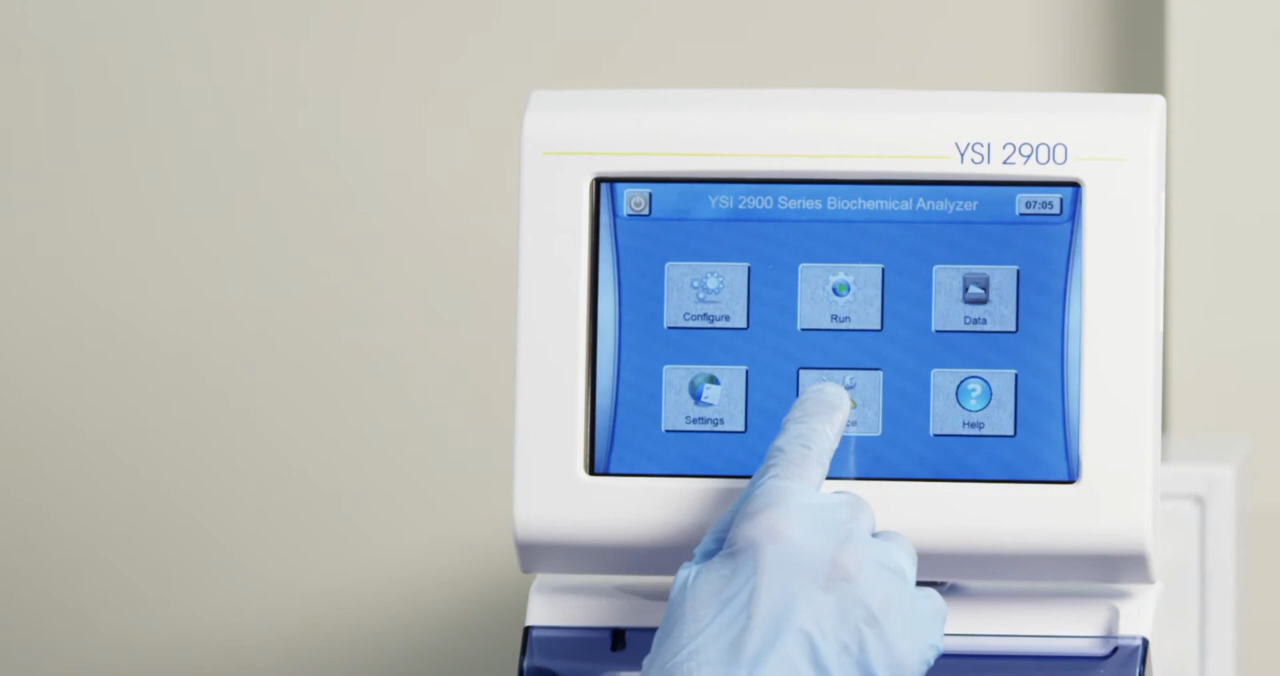 YSI 2900
YSI 2900 Series Biochemical Analyzer
07:05
Configure
Run
Data
Settings
Help